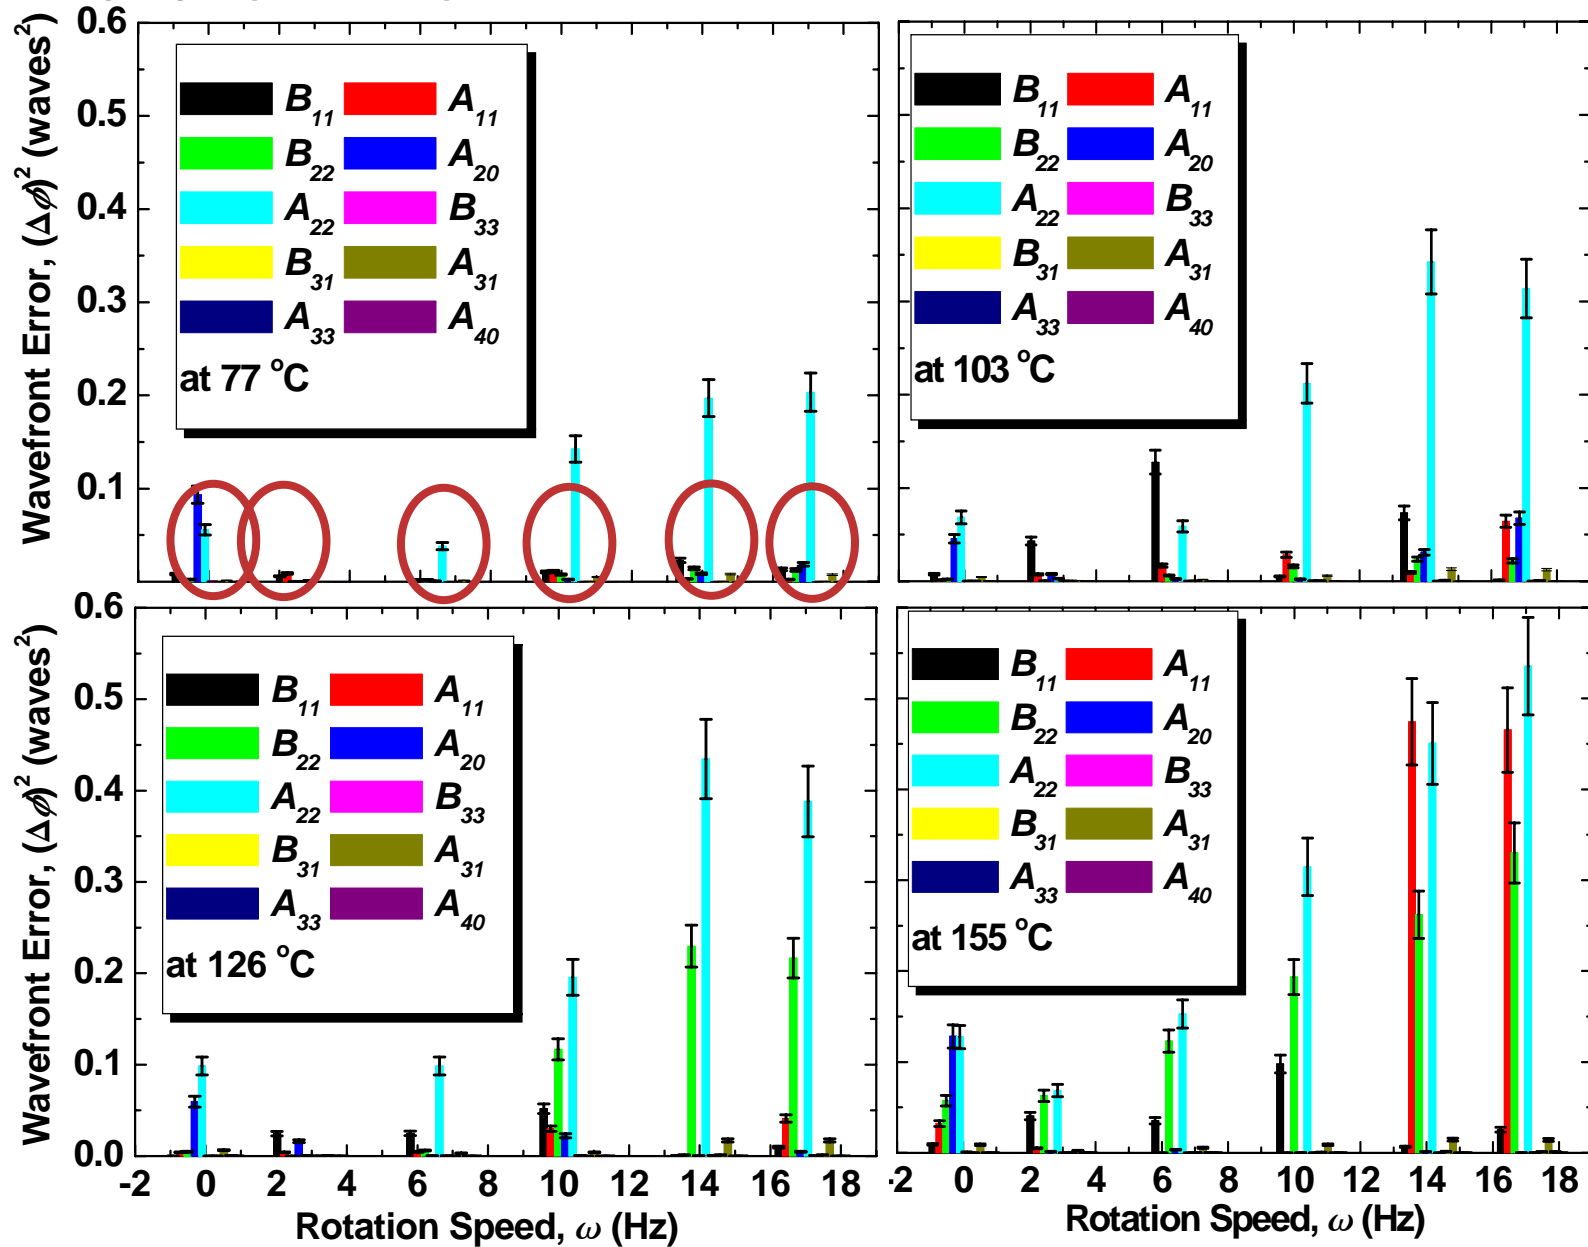 Wavefront Error, (Δϕ)² (waves²)
0.6
0.5
0.4
0.3
0.2
0.1
B₁₁ A₁₁
B₂₂ A₂₀
A₂₂ B₃₃
B₃₁ A₃₁
A₃₃ A₄₀
at 77 °C
B₁₁ A₁₁
B₂₂ A₂₀
A₂₂ B₃₃
B₃₁ A₃₁
A₃₃ A₄₀
at 103 °C
Wavefront Error, (Δϕ)² (waves²)
0.6
0.5
0.4
0.3
0.2
0.1
0.0
B₁₁ A₁₁
B₂₂ A₂₀
A₂₂ B₃₃
B₃₁ A₃₁
A₃₃ A₄₀
at 126 °C
-2 0 2 4 6 8 10 12 14 16 18
Rotation Speed, ω (Hz)
B₁₁ A₁₁
B₂₂ A₂₀
A₂₂ B₃₃
B₃₁ A₃₁
A₃₃ A₄₀
at 155 °C
-2 0 2 4 6 8 10 12 14 16 18
Rotation Speed, ω (Hz)